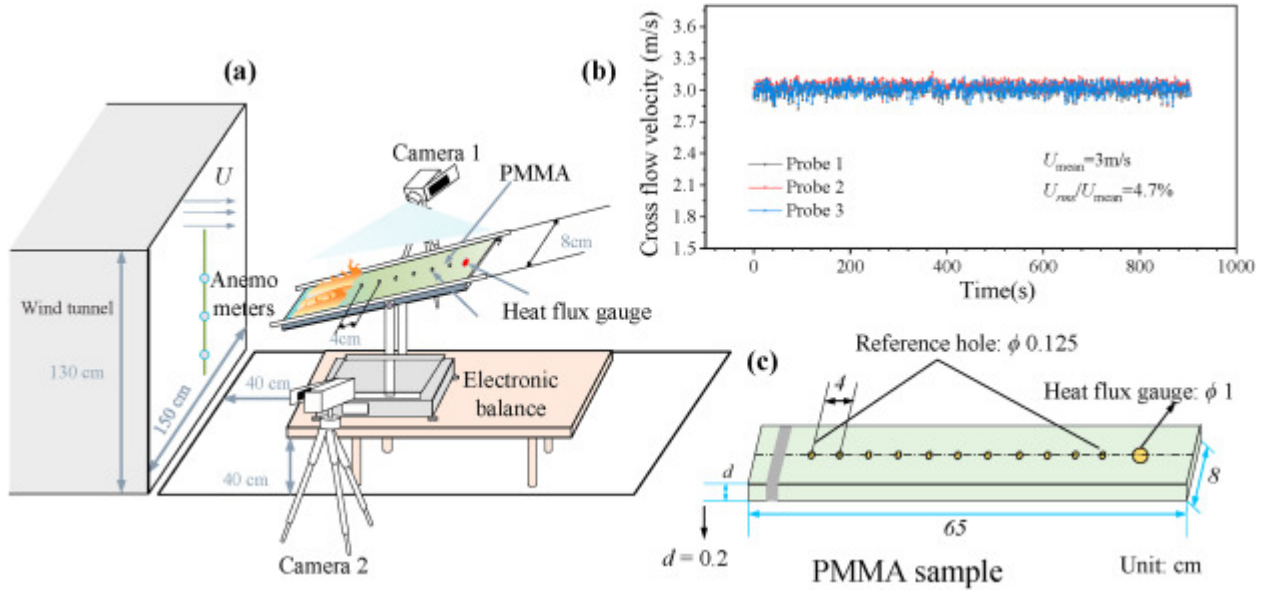 (a)
U
Wind tunnel
130 cm
150 cm
Anemo
meters
40 cm
40 cm
Camera 1
PMMA
8cm
Heat flux gauge
4cm
Electronic
balance
Camera 2
(b)
Cross flow velocity (m/s)
3.6
3.3
3.0
2.7
2.4
2.1
1.8
1.5
Probe 1
Probe 2
Probe 3
Umean=3m/s
Urms/Umean=4.7%
0
200
400
600
800
1000
Time(s)
(c)
Reference hole: ϕ 0.125
4
Heat flux gauge: ϕ 1
d
8
65
d = 0.2
PMMA sample
Unit: cm